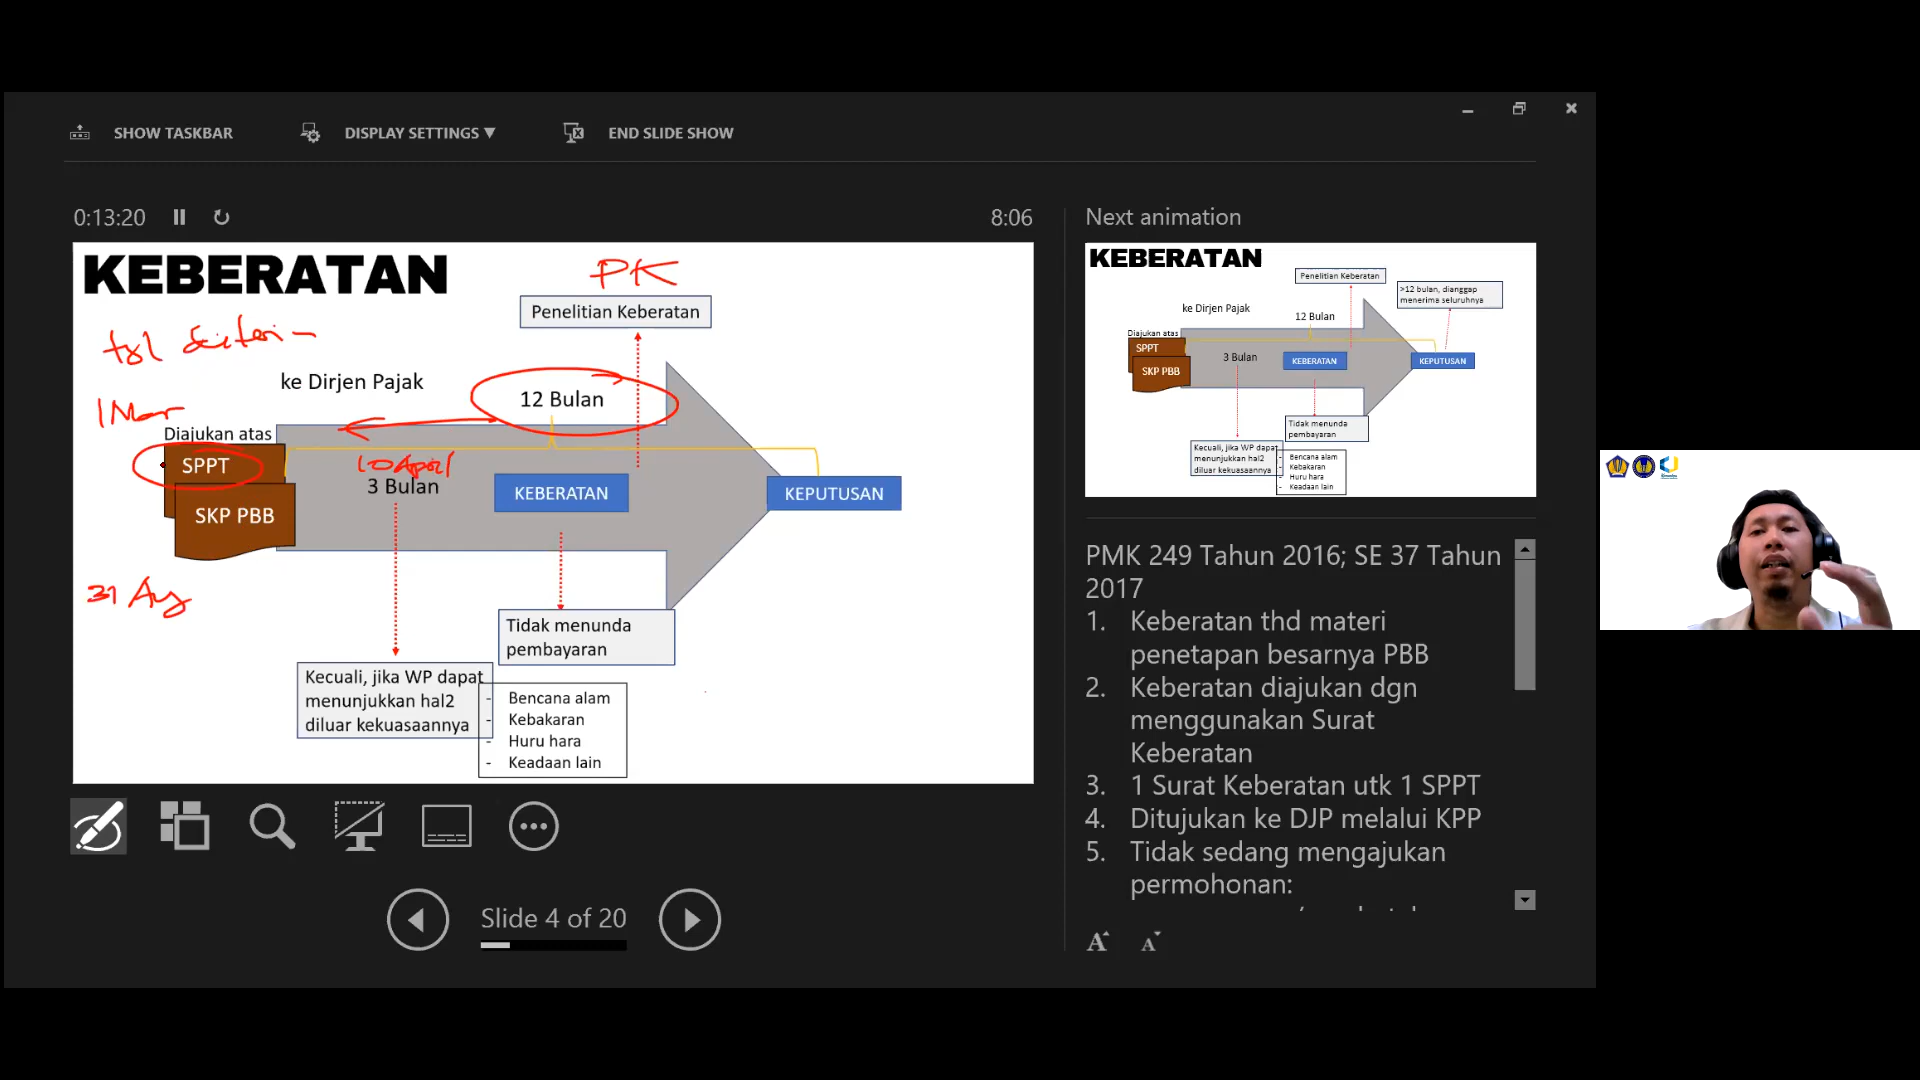 SHOW TASKBAR
DISPLAY SETTINGS ▼
END SLIDE SHOW
0:13:20
8:06
KEBERATAN
PK
Penelitian Keberatan
tgl
ke Dirjen Pajak
12 Bulan
1 Mar
Diajukan atas
SPPT
10 April
3 Bulan
KEBERATAN
KEPUTUSAN
SKP PBB
31 Aug
Tidak menunda
pembayaran
Kecuali, jika WP dapat
menunjukkan hal2
diluar kekuasaannya
- Bencana alam
- Kebakaran
- Huru hara
- Keadaan lain
Slide 4 of 20
Next animation
KEBERATAN
Penelitian Keberatan
>12 bulan, dianggap
menerima seluruhnya
ke Dirjen Pajak
12 Bulan
Diajukan atas
SPPT
3 Bulan
KEBERATAN
KEPUTUSAN
SKP PBB
Tidak menunda
pembayaran
Kecuali, jika WP dapat
menunjukkan hal2
diluar kekuasaannya
- Bencana alam
- Kebakaran
- Huru hara
- Keadaan lain
PMK 249 Tahun 2016; SE 37 Tahun
2017
1. Keberatan thd materi
penetapan besarnya PBB
2. Keberatan diajukan dgn
menggunakan Surat
Keberatan
3. 1 Surat Keberatan utk 1 SPPT
4. Ditujukan ke DJP melalui KPP
5. Tidak sedang mengajukan
permohonan:
A A